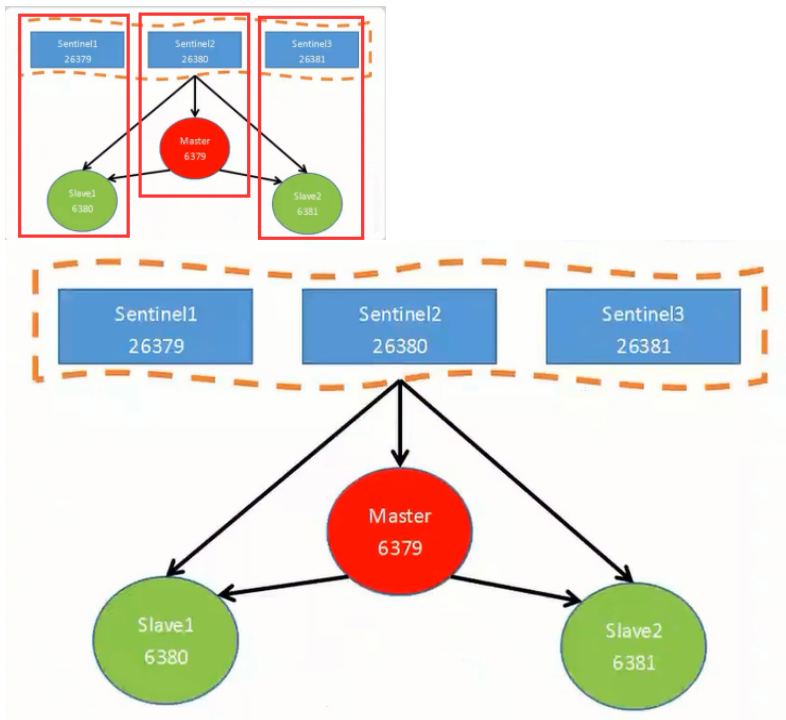 Sentinel1
26379
Sentinel2
26380
Sentinel3
26381
Master
6379
Slave1
6380
Slave2
6381
Sentinel1
26379
Sentinel2
26380
Sentinel3
26381
Master
6379
Slave1
6380
Slave2
6381